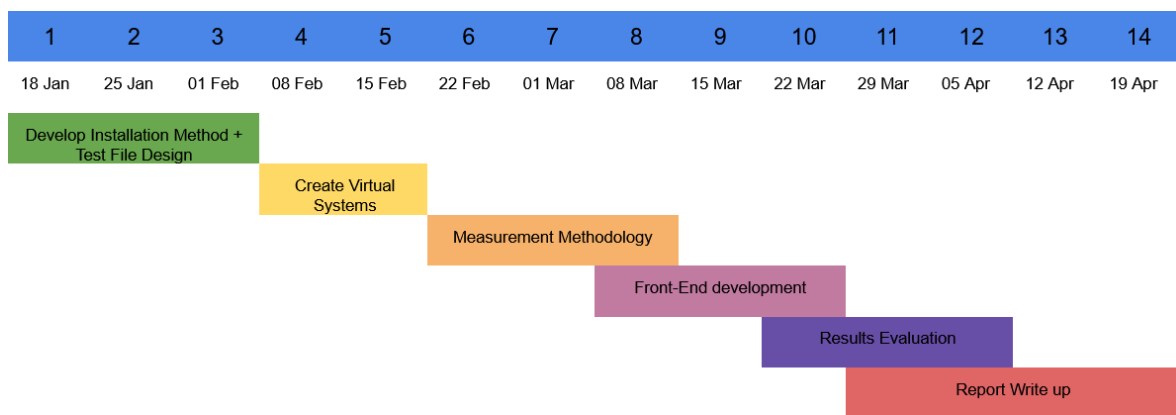 1 2 3 4 5 6 7 8 9 10 11 12 13 14
18 Jan 25 Jan 01 Feb 08 Feb 15 Feb 22 Feb 01 Mar 08 Mar 15 Mar 22 Mar 29 Mar 05 Apr 12 Apr 19 Apr
Develop Installation Method +
Test File Design
Create Virtual
Systems
Measurement Methodology
Front-End development
Results Evaluation
Report Write up